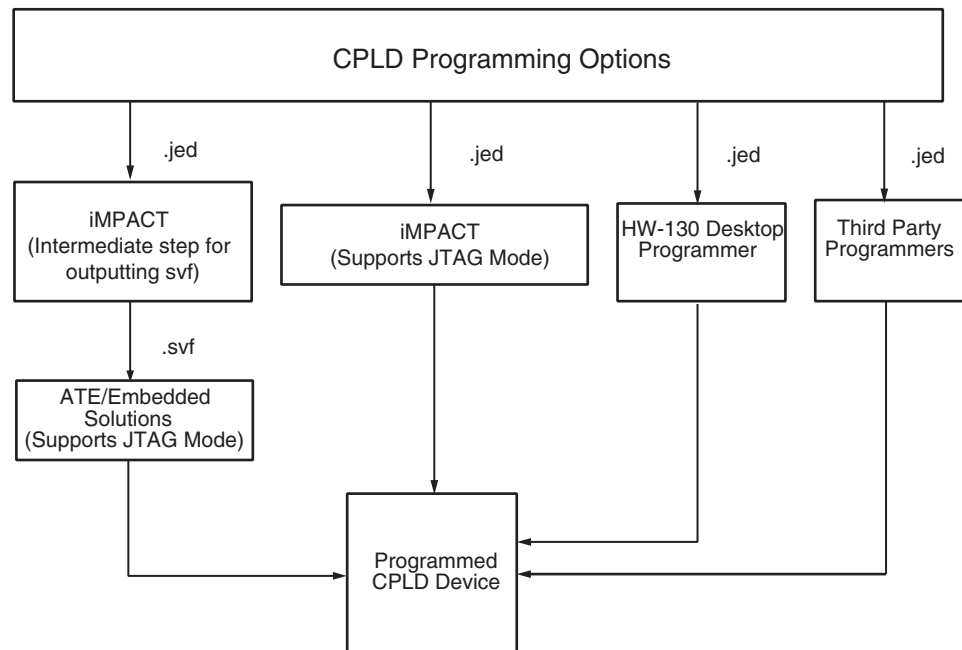 CPLD Programming Options
.jed
.jed
.jed
.jed
iMPACT
(Intermediate step for
outputting svf)
iMPACT
(Supports JTAG Mode)
HW-130 Desktop
Programmer
Third Party
Programmers
.svf
ATE/Embedded
Solutions
(Supports JTAG Mode)
Programmed
CPLD Device